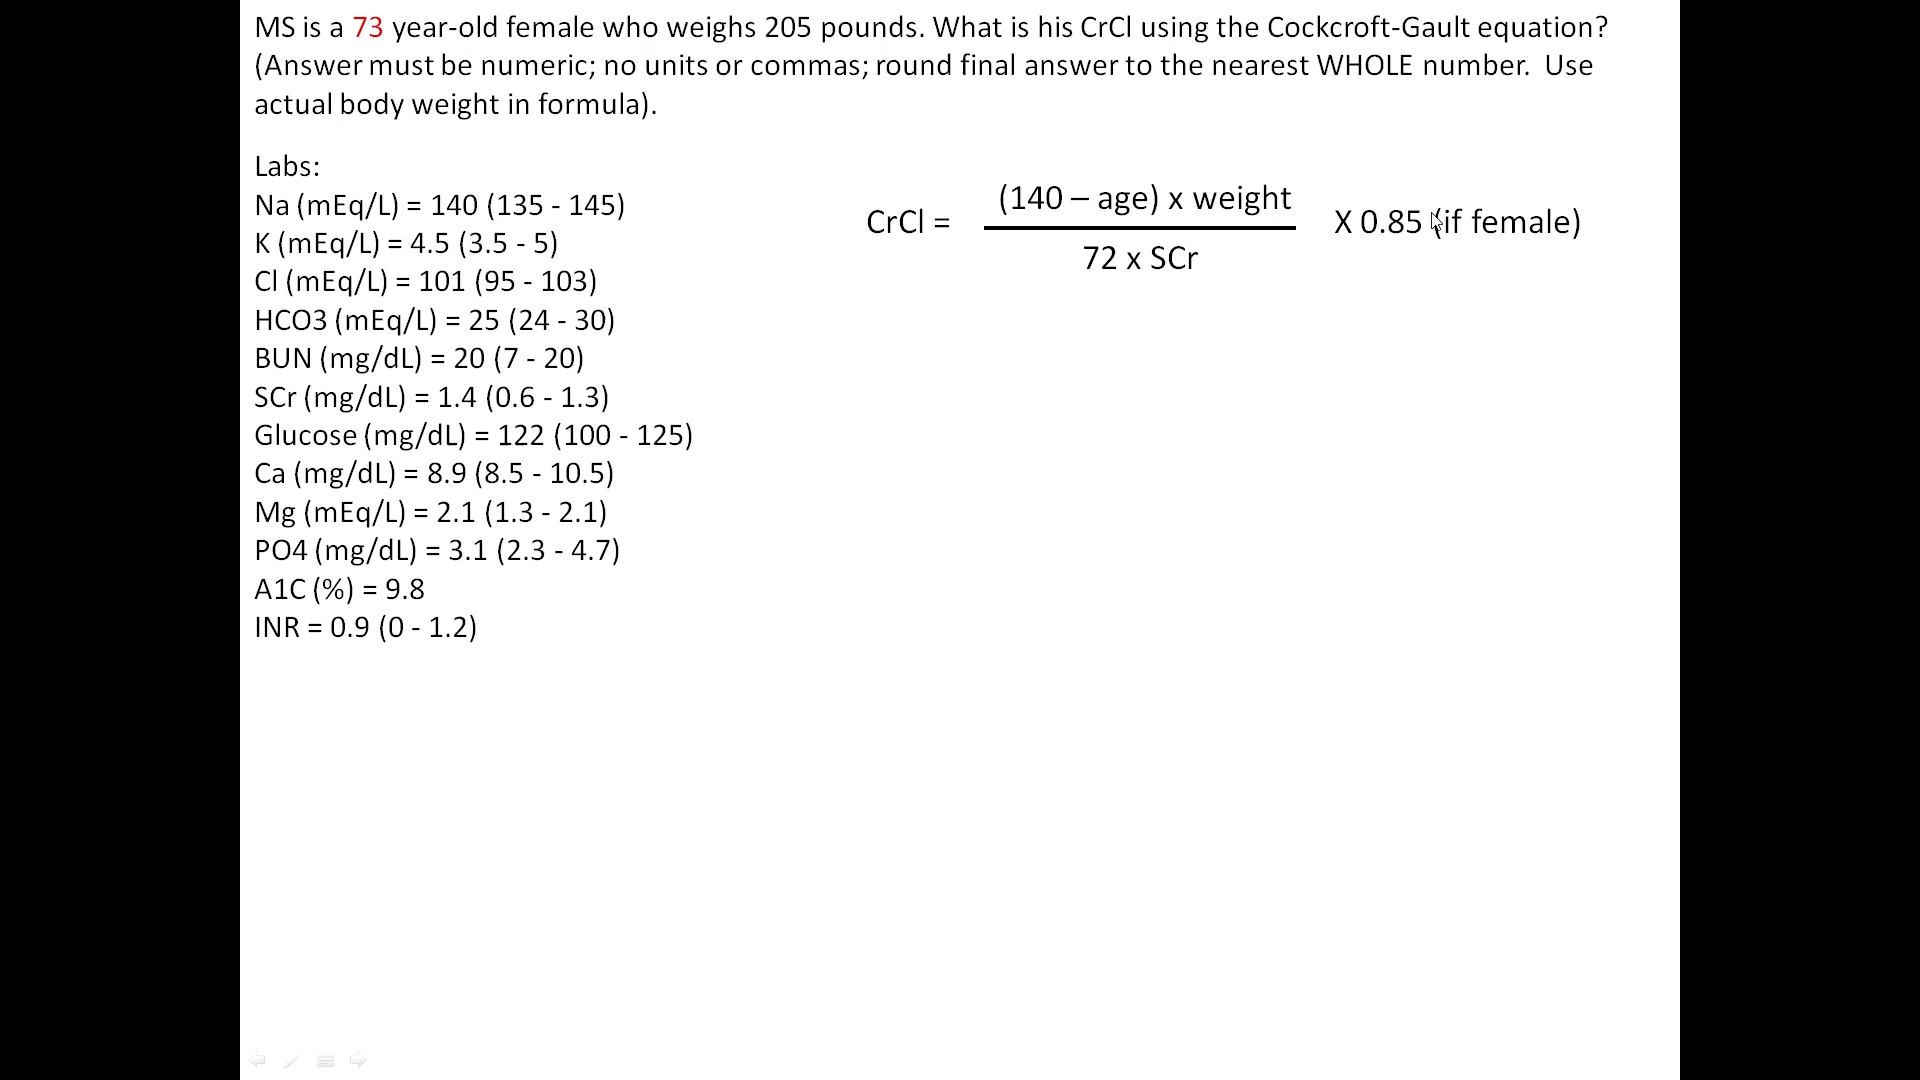 MS is a 73 year-old female who weighs 205 pounds. What is his CrCl using the Cockcroft-Gault equation?
(Answer must be numeric; no units or commas; round final answer to the nearest WHOLE number.  Use
actual body weight in formula).
Labs:
Na (mEq/L) = 140 (135 - 145)
K (mEq/L) = 4.5 (3.5 - 5)
Cl (mEq/L) = 101 (95 - 103)
HCO3 (mEq/L) = 25 (24 - 30)
BUN (mg/dL) = 20 (7 - 20)
SCr (mg/dL) = 1.4 (0.6 - 1.3)
Glucose (mg/dL) = 122 (100 - 125)
Ca (mg/dL) = 8.9 (8.5 - 10.5)
Mg (mEq/L) = 2.1 (1.3 - 2.1)
PO4 (mg/dL) = 3.1 (2.3 - 4.7)
A1C (%) = 9.8
INR = 0.9 (0 - 1.2)
(140 – age) x weight
CrCl = X 0.85 (if female)
72 x SCr